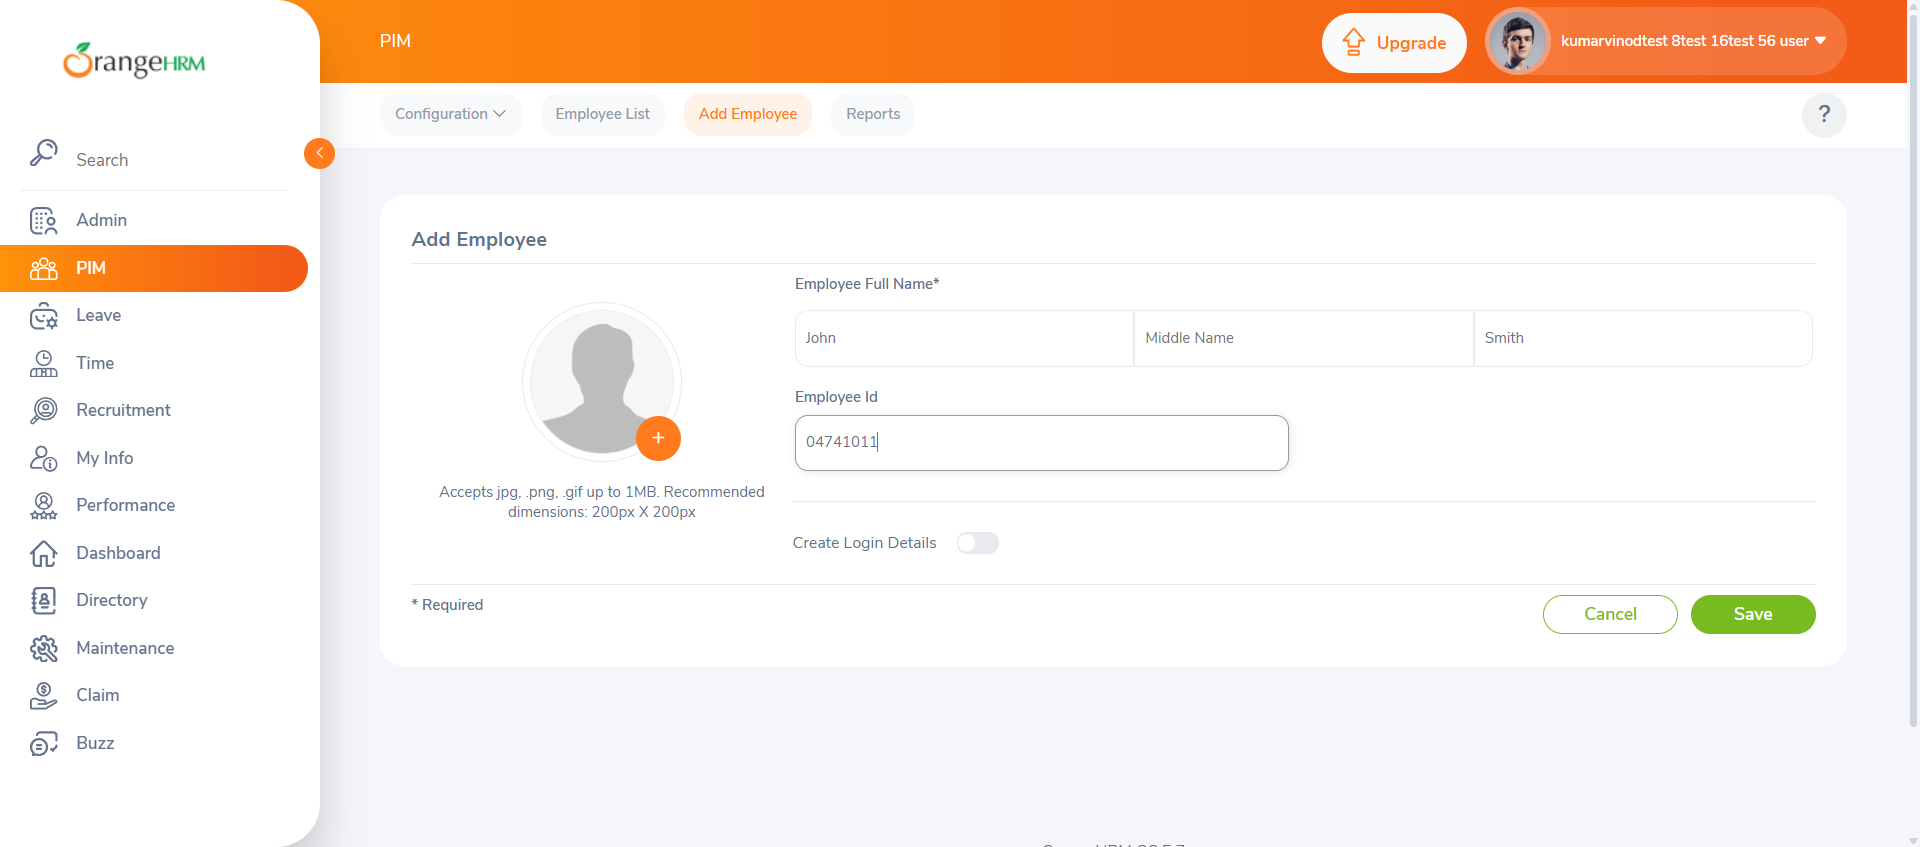 OrangeHRM
PIM
Upgrade
kumarvinodtest 8test 16test 56 user
Configuration
Employee List
Add Employee
Reports
?
Search
Admin
PIM
Leave
Time
Recruitment
My Info
Performance
Dashboard
Directory
Maintenance
Claim
Buzz
Add Employee
Employee Full Name*
John
Middle Name
Smith
Employee Id
04741011
+
Accepts jpg, .png, .gif up to 1MB. Recommended
dimensions: 200px X 200px
Create Login Details
* Required
Cancel
Save